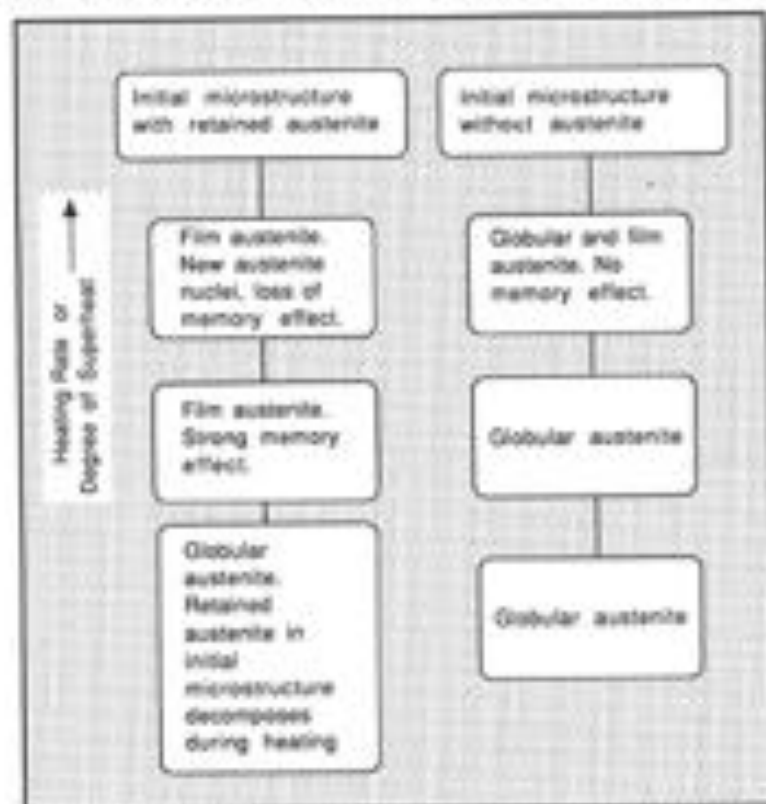 Initial microstructure
with retained austenite
Initial microstructure
without austenite
Heating Rate or
Degree of Superheat
Film austenite.
New austenite
nuclei, loss of
memory effect.
Globular and film
austenite. No
memory effect.
Film austenite.
Strong memory
effect.
Globular austenite
Globular
austenite.
Retained
austenite in
initial
microstructure
decomposes
during heating
Globular austenite